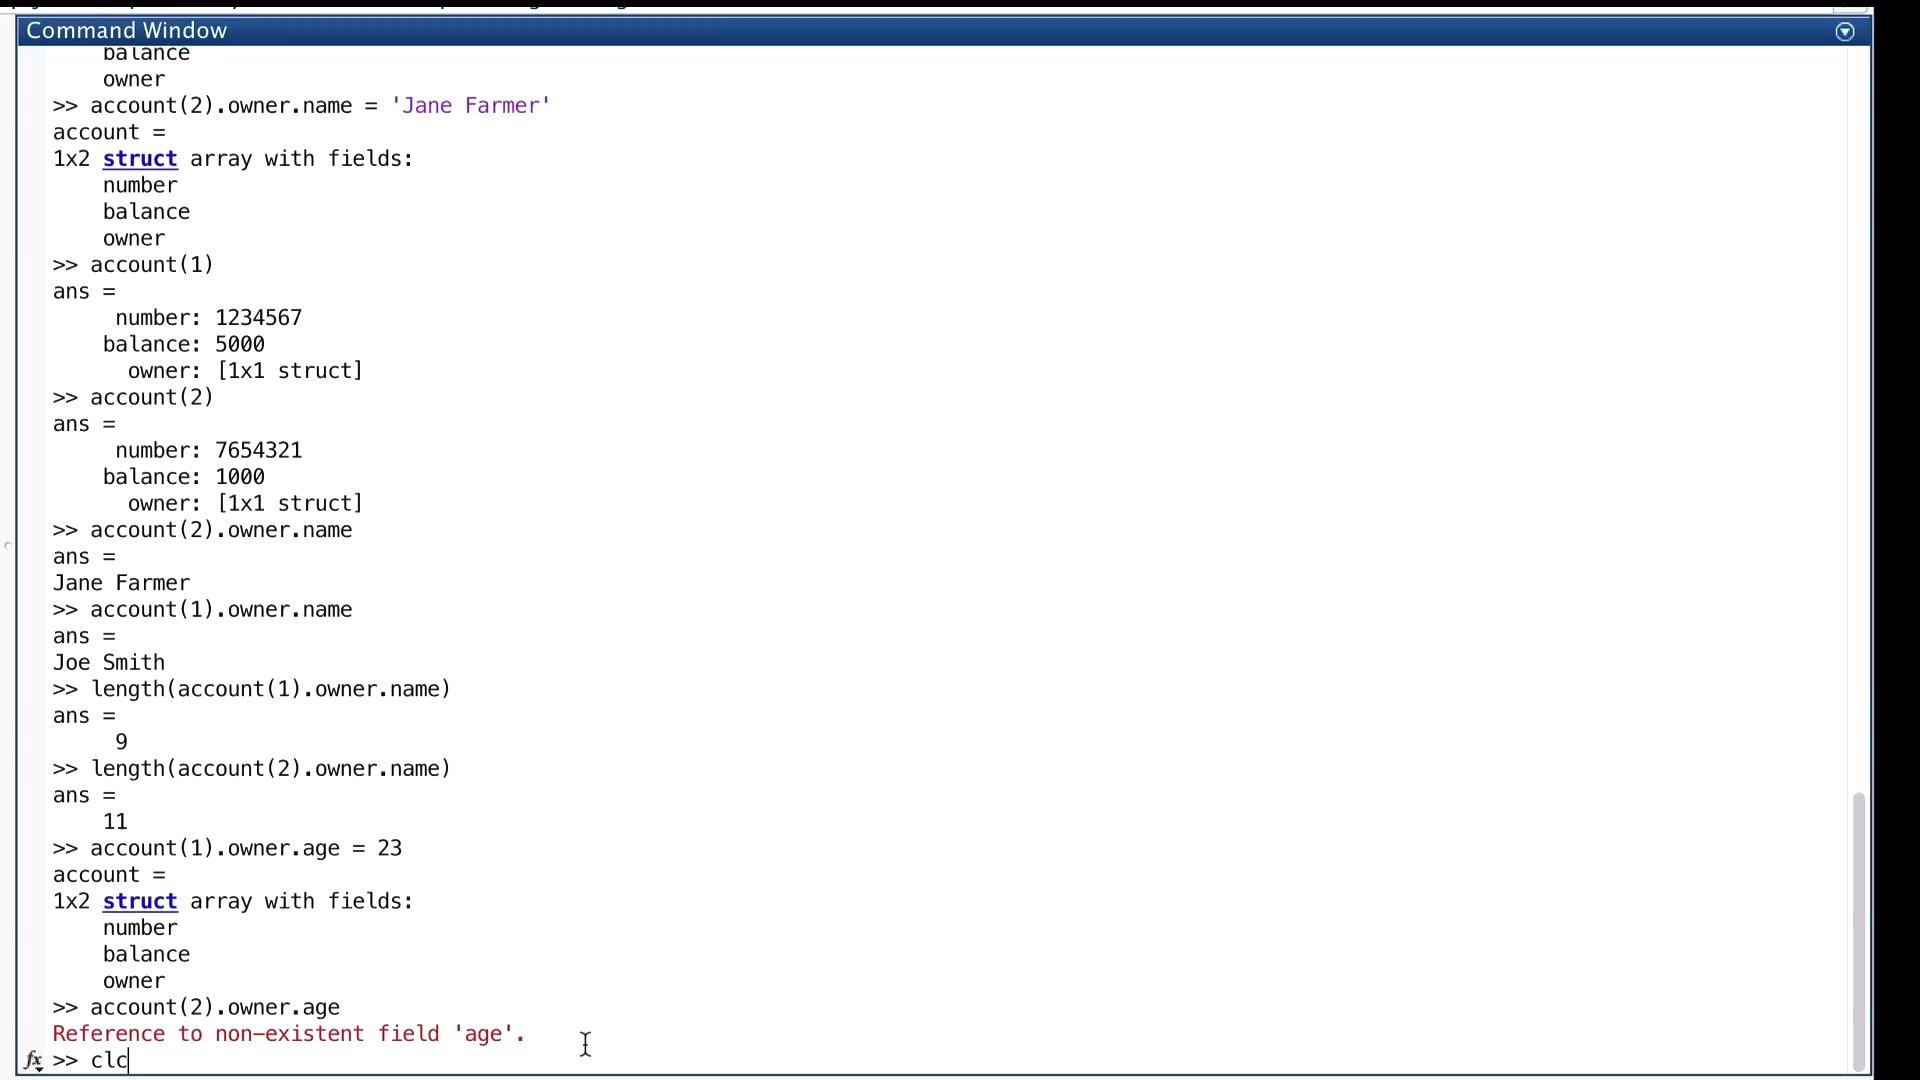 Command Window
balance
owner
>> account(2).owner.name = 'Jane Farmer'
account =
1x2 struct array with fields:
number
balance
owner
>> account(1)
ans =
number: 1234567
balance: 5000
owner: [1x1 struct]
>> account(2)
ans =
number: 7654321
balance: 1000
owner: [1x1 struct]
>> account(2).owner.name
ans =
Jane Farmer
>> account(1).owner.name
ans =
Joe Smith
>> length(account(1).owner.name)
ans =
9
>> length(account(2).owner.name)
ans =
11
>> account(1).owner.age = 23
account =
1x2 struct array with fields:
number
balance
owner
>> account(2).owner.age
Reference to non-existent field 'age'.
fx >> clc